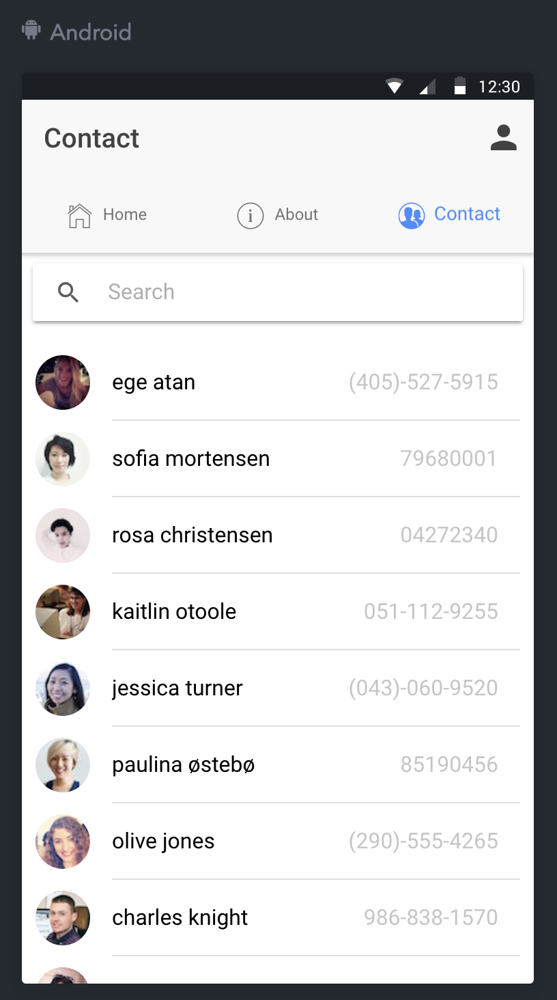 Android
12:30
Contact
Home About Contact
Search
ege atan (405)-527-5915
sofia mortensen 79680001
rosa christensen 04272340
kaitlin otoole 051-112-9255
jessica turner (043)-060-9520
paulina østebø 85190456
olive jones (290)-555-4265
charles knight 986-838-1570